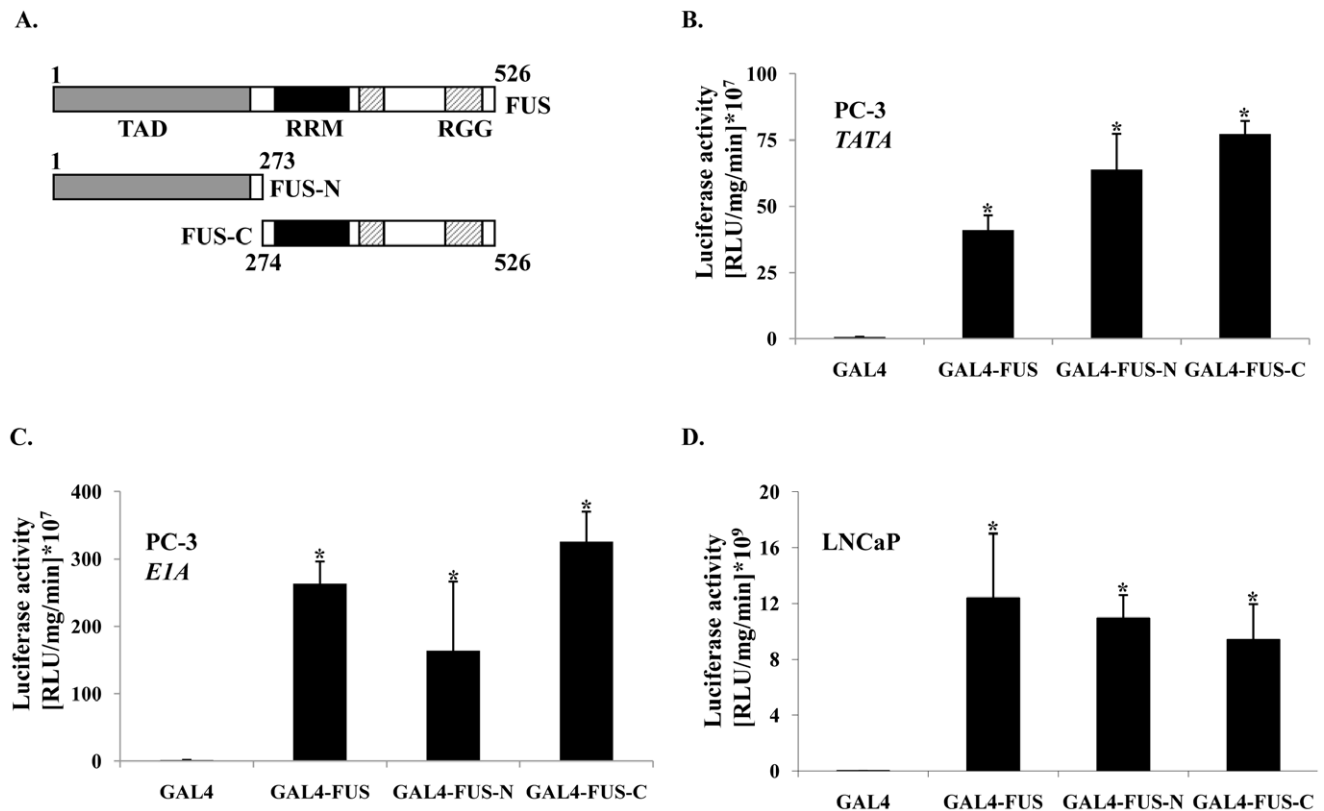 A.
1 526
FUS
TAD RRM RGG
1 273
FUS-N
FUS-C
274 526
B.
Luciferase activity
[RLU/mg/min]*10⁷
100
75
50
25
0
PC-3
TATA
* * *
GAL4 GAL4-FUS GAL4-FUS-N GAL4-FUS-C
C.
Luciferase activity
[RLU/mg/min]*10⁷
400
300
200
100
0
PC-3
E1A
* * *
GAL4 GAL4-FUS GAL4-FUS-N GAL4-FUS-C
D.
Luciferase activity
[RLU/mg/min]*10⁹
20
16
12
8
4
0
LNCaP
* * *
GAL4 GAL4-FUS GAL4-FUS-N GAL4-FUS-C